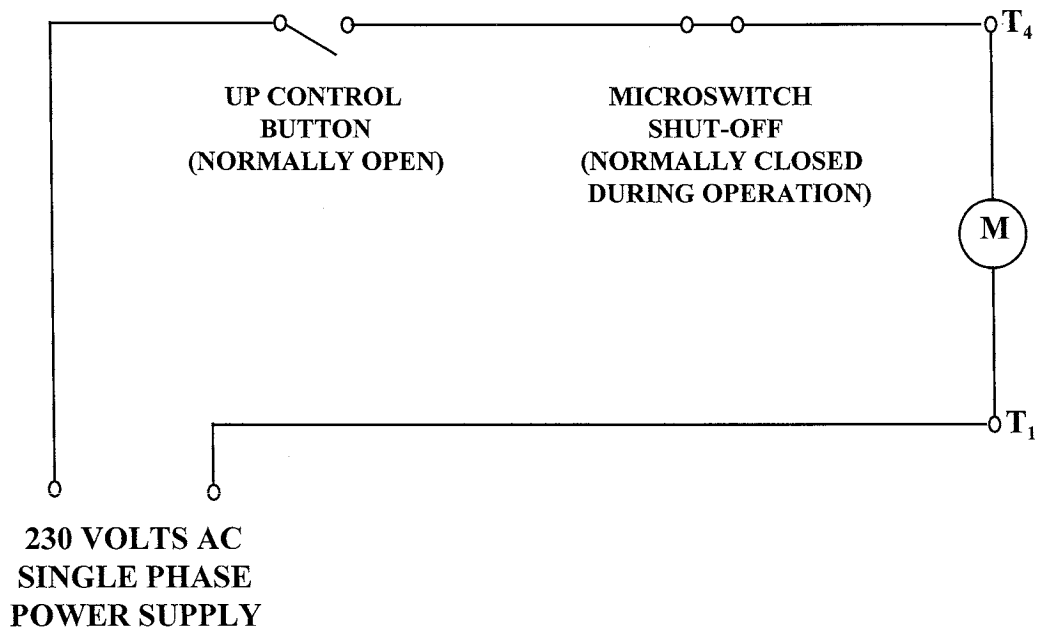 T₄
UP CONTROL
BUTTON
(NORMALLY OPEN)
MICROSWITCH
SHUT-OFF
(NORMALLY CLOSED
DURING OPERATION)
M
T₁
230 VOLTS AC
SINGLE PHASE
POWER SUPPLY